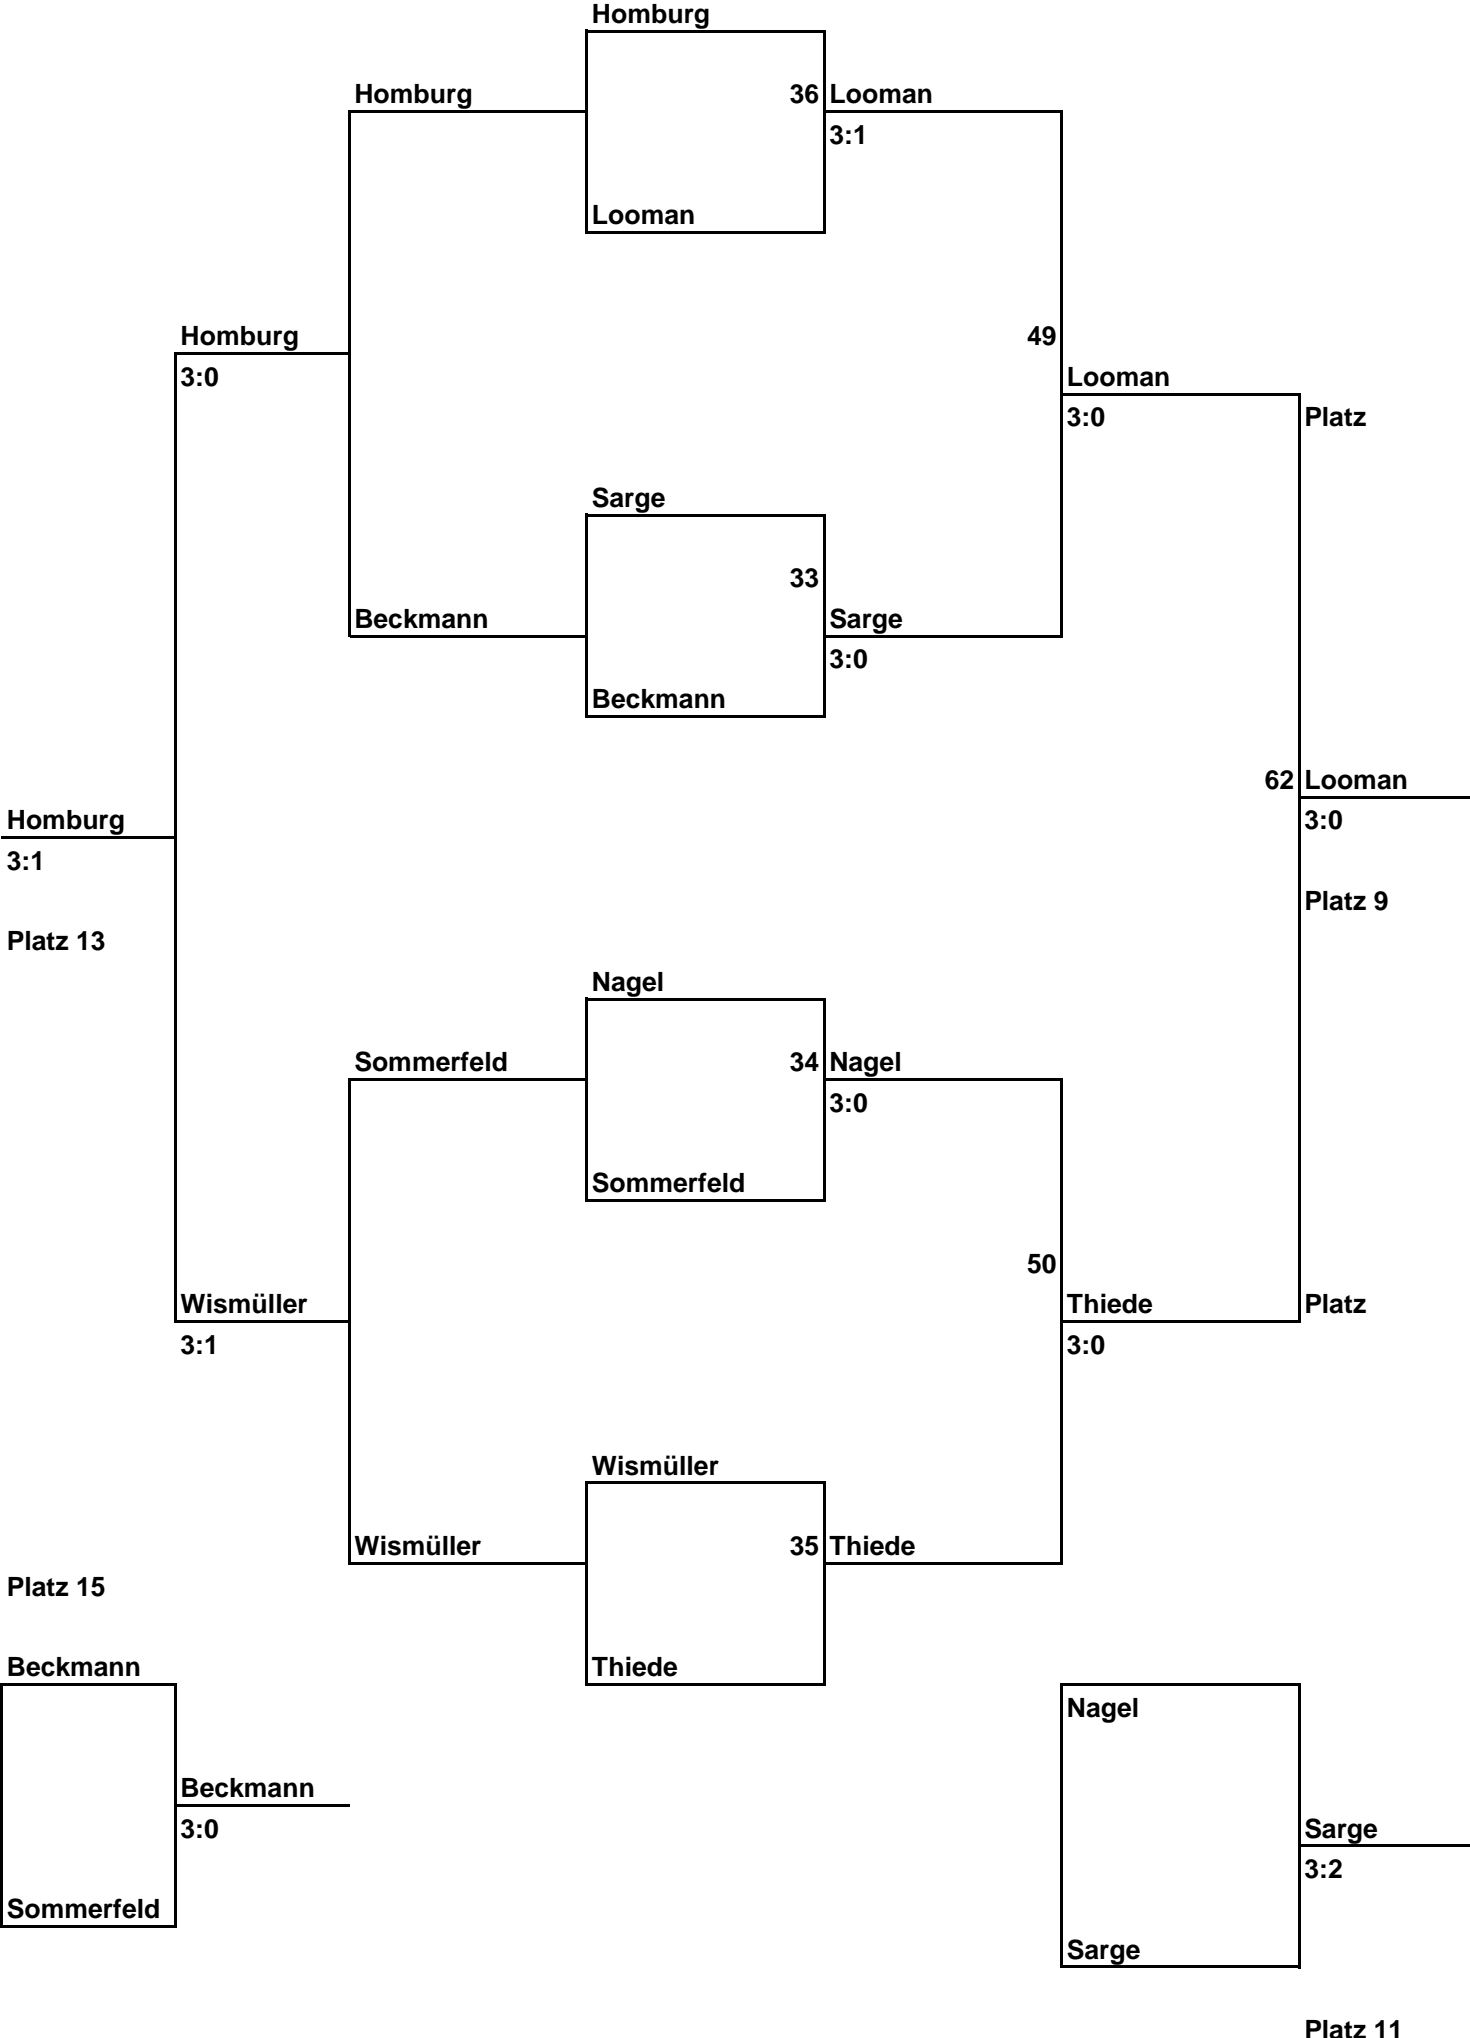 Homburg
Homburg
36 Looman
3:1
Looman
Homburg
49
3:0
Looman
3:0
Platz
Sarge
33
Beckmann
Sarge
3:0
Beckmann
62 Looman
Homburg
3:0
3:1
Platz 9
Platz 13
Nagel
Sommerfeld
34 Nagel
3:0
Sommerfeld
50
Wismüller
Thiede
Platz
3:1
3:0
Wismüller
Wismüller
35 Thiede
Platz 15
Beckmann
Thiede
Nagel
Beckmann
3:0
Sarge
3:2
Sommerfeld
Sarge
Platz 11